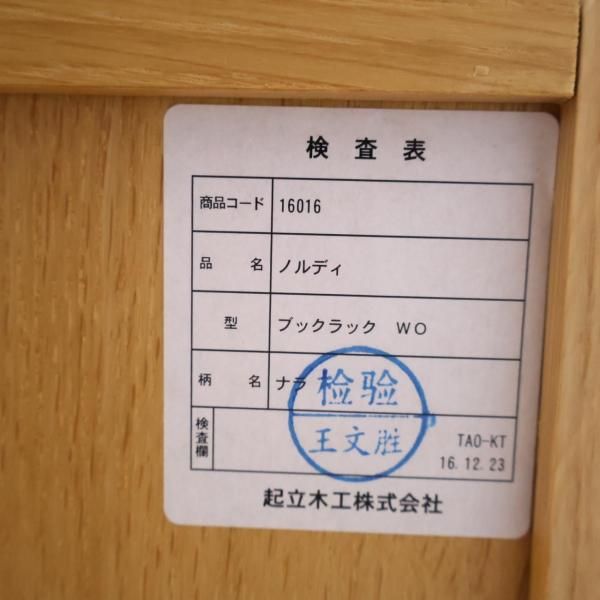 検査表
商品コード 16016
品名 ノルディ
型 ブックラック WO
柄名 ナラ
检验
王文胜
検査欄
TAO-KT
16.12.23
起立木工株式会社